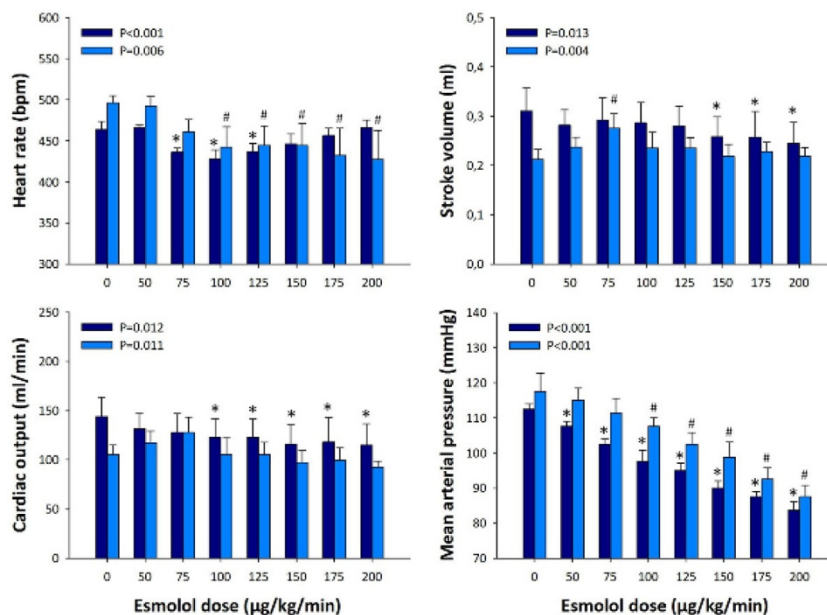 Heart rate (bpm)
600
550
500
450
400
350
300
P<0.001
P=0.006
* * *
# # # # #
0 50 75 100 125 150 175 200
Stroke volume (ml)
0,5
0,4
0,3
0,2
0,1
0,0
P=0.013
P=0.004
#
* * *
0 50 75 100 125 150 175 200
Cardiac output (ml/min)
250
200
150
100
50
0
P=0.012
P=0.011
* * * * *
0 50 75 100 125 150 175 200
Esmolol dose (µg/kg/min)
Mean arterial pressure (mmHg)
140
130
120
110
100
90
80
70
P<0.001
P<0.001
* * * * * * *
# # # # #
0 50 75 100 125 150 175 200
Esmolol dose (µg/kg/min)